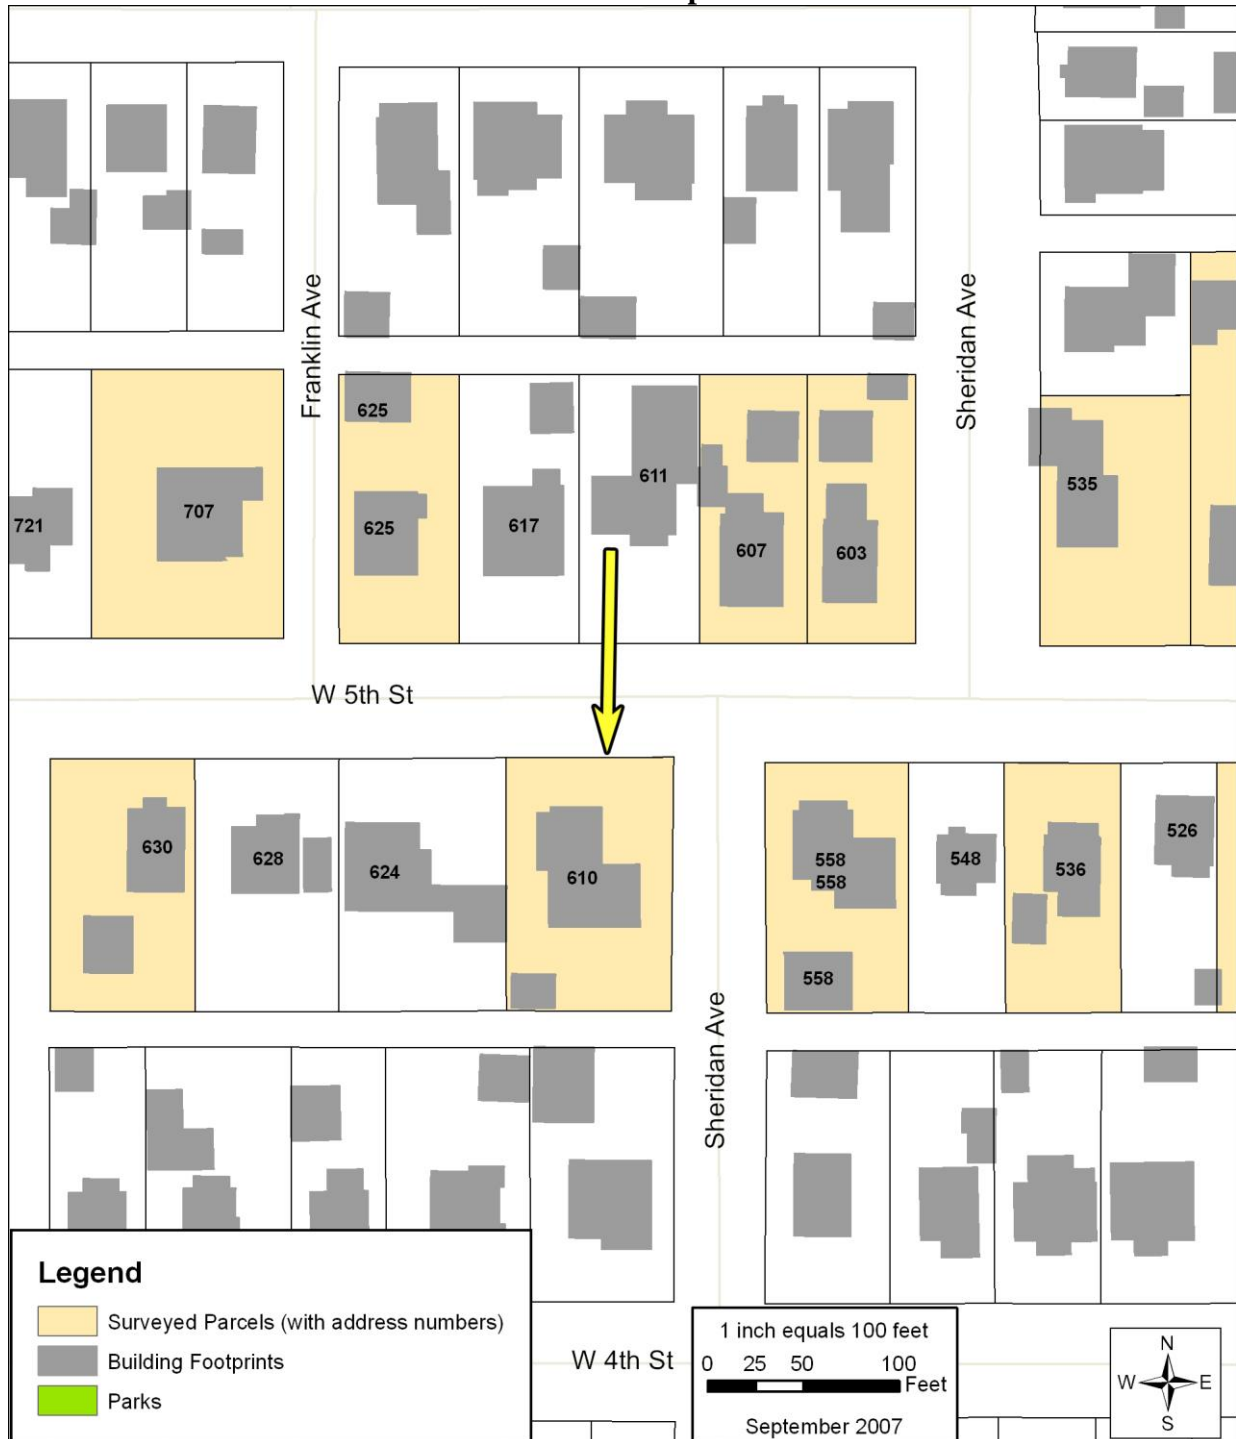 Franklin Ave
Sheridan Ave
625
611
535
721
707
625
617
607
603
W 5th St
630
628
624
610
558
558
548
536
526
558
Sheridan Ave
Legend
Surveyed Parcels (with address numbers)
Building Footprints
Parks
W 4th St
1 inch equals 100 feet
0 25 50 100
Feet
September 2007
N
W E
S